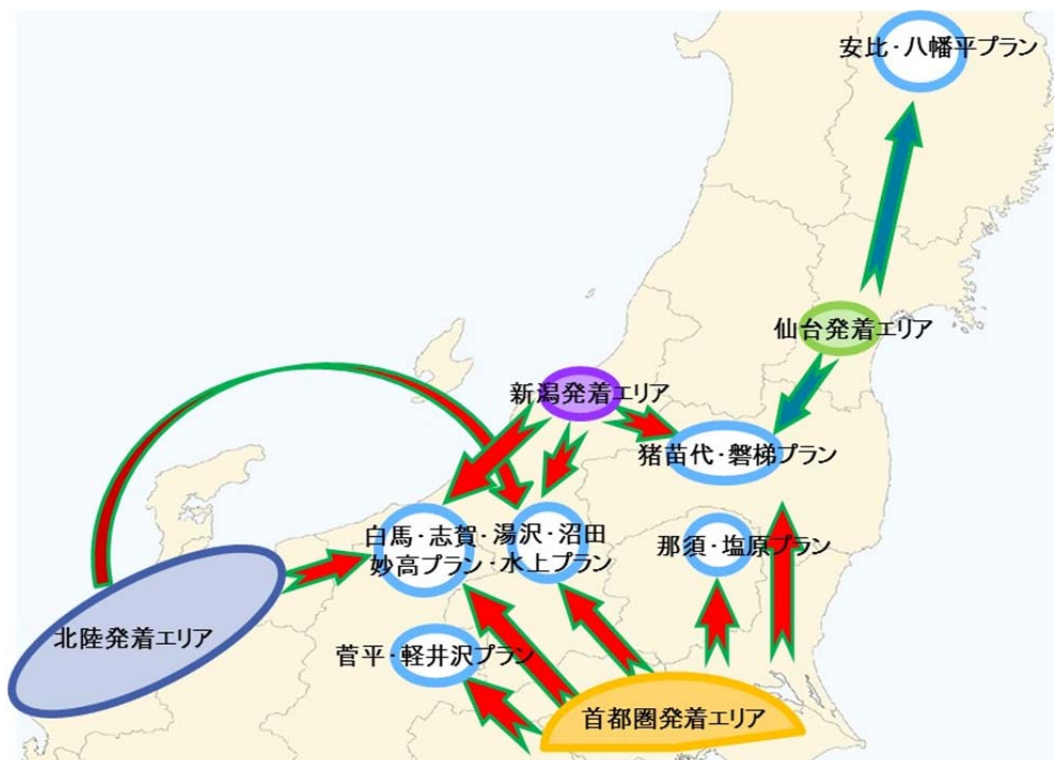 安比・八幡平プラン
仙台発着エリア
新潟発着エリア
猪苗代・磐梯プラン
白馬・志賀・
妙高プラン
湯沢・沼田
・水上プラン
那須・塩原プラン
北陸発着エリア
菅平・軽井沢プラン
首都圏発着エリア